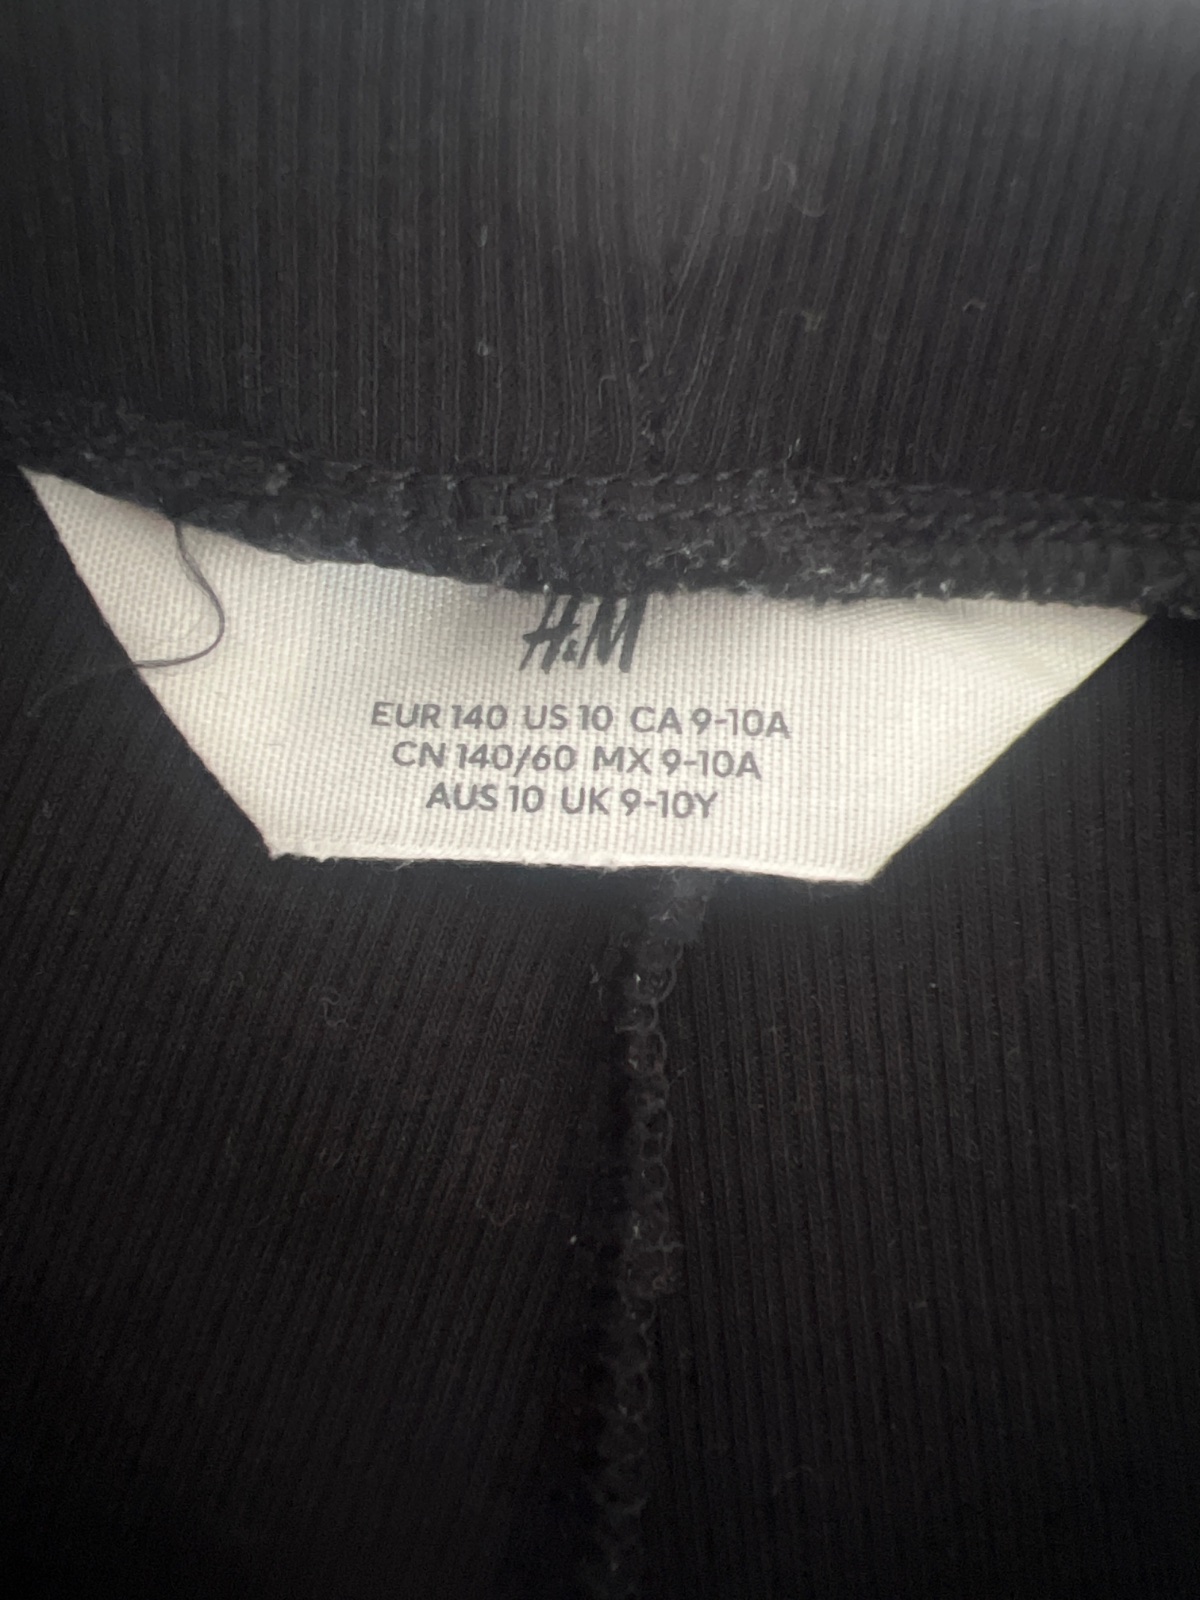 H&M
EUR 140 US 10 CA 9-10A
CN 140/60 MX 9-10A
AUS 10 UK 9-10Y